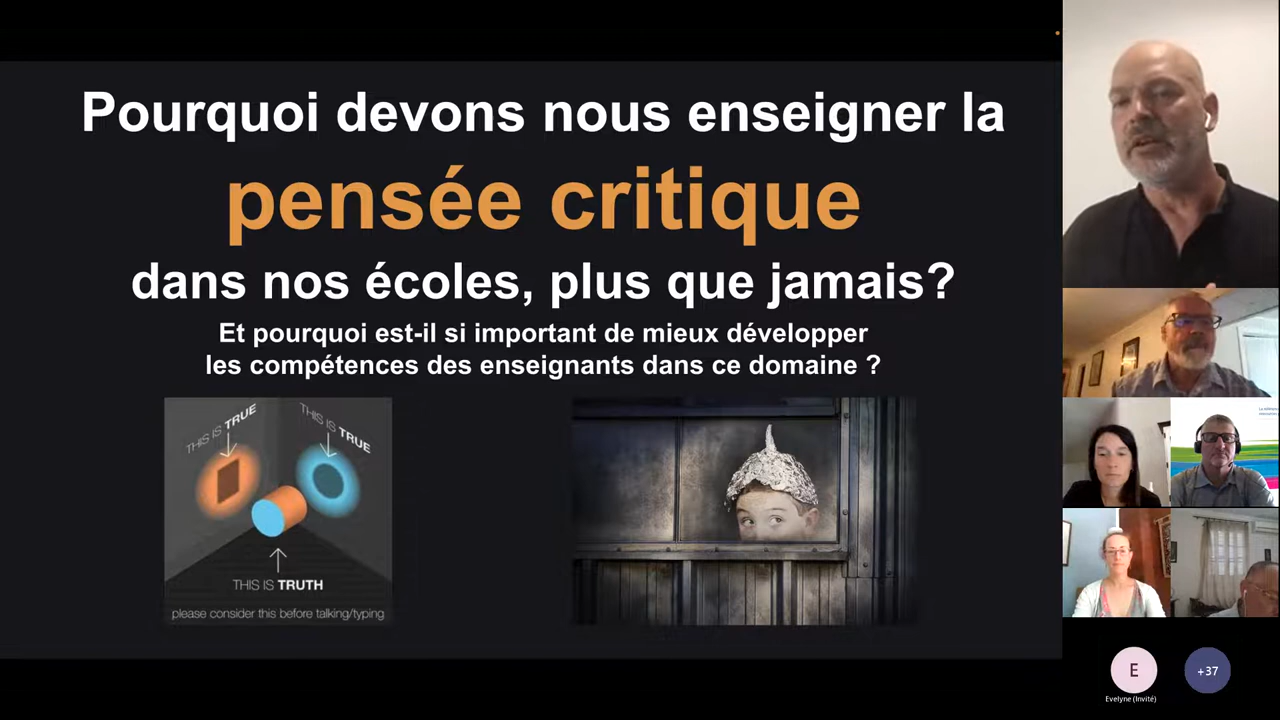 Pourquoi devons nous enseigner la
pensée critique
dans nos écoles, plus que jamais?
Et pourquoi est-il si important de mieux développer
les compétences des enseignants dans ce domaine ?
THIS IS TRUE
THIS IS TRUE
THIS IS TRUTH
please consider this before talking/typing
E
Evelyne (Invité)
+37